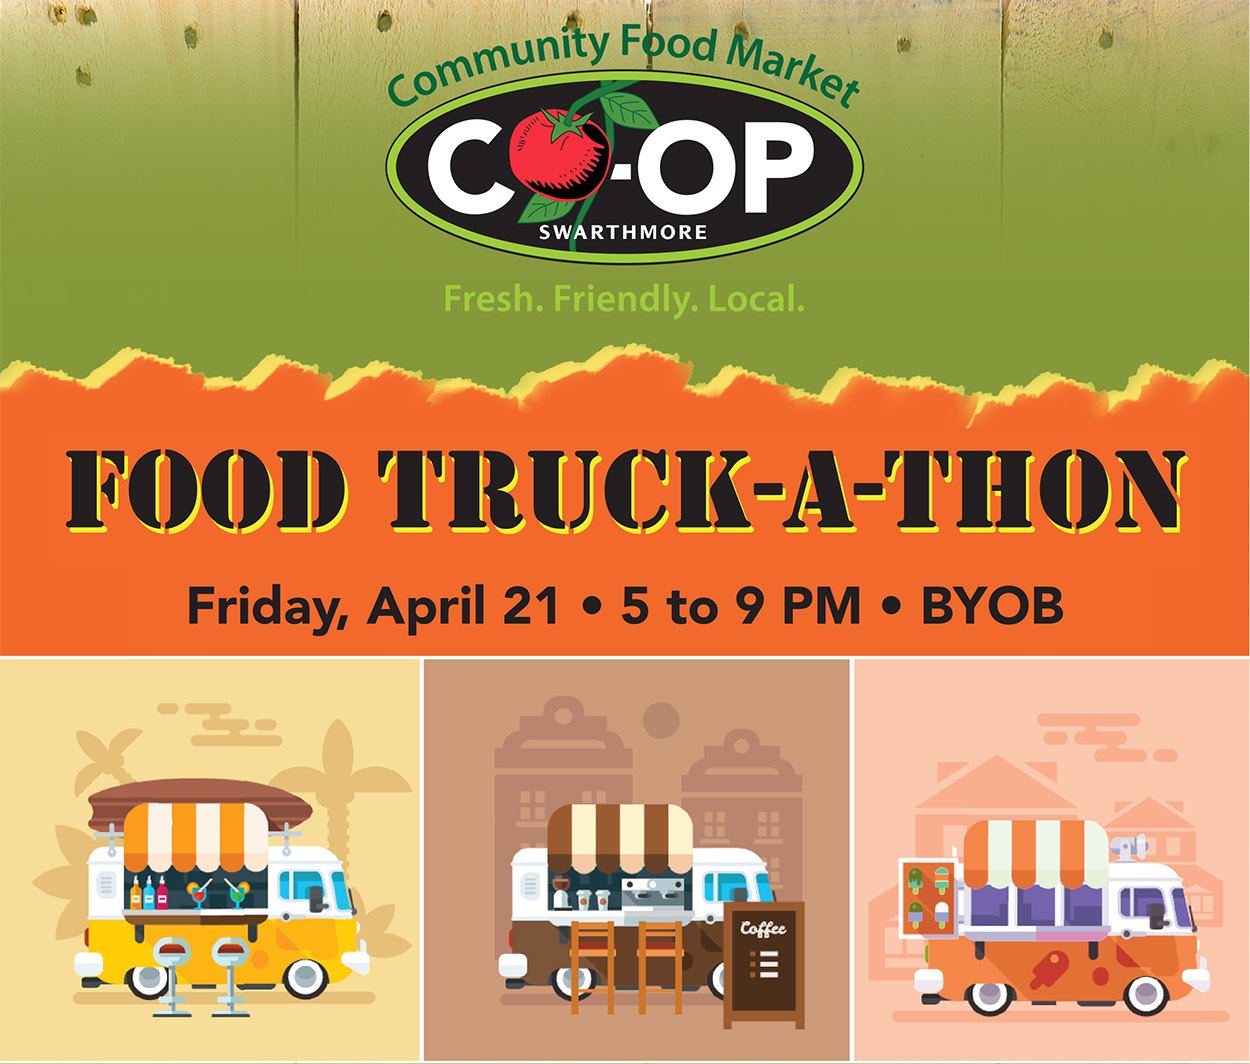 Community Food Market
CO-OP
SWARTHMORE
Fresh. Friendly. Local.
FOOD TRUCK-A-THON
Friday, April 21 • 5 to 9 PM • BYOB
Coffee